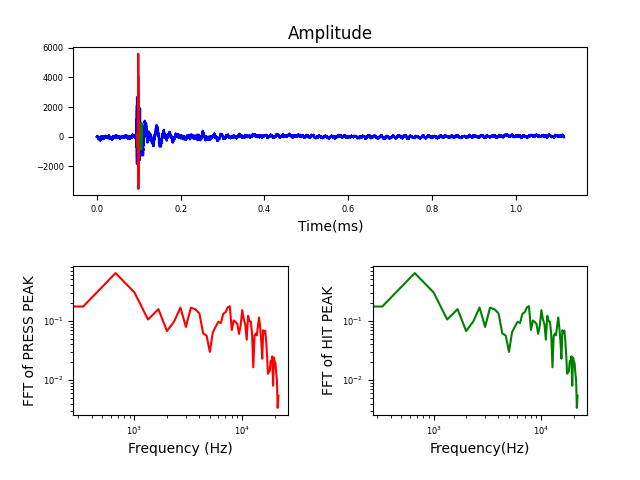 Amplitude
6000
4000
2000
0
−2000
0.0 0.2 0.4 0.6 0.8 1.0
Time(ms)
FFT of PRESS PEAK
10⁻¹
10⁻²
10³ 10⁴
Frequency (Hz)
FFT of HIT PEAK
10⁻¹
10⁻²
10³ 10⁴
Frequency(Hz)